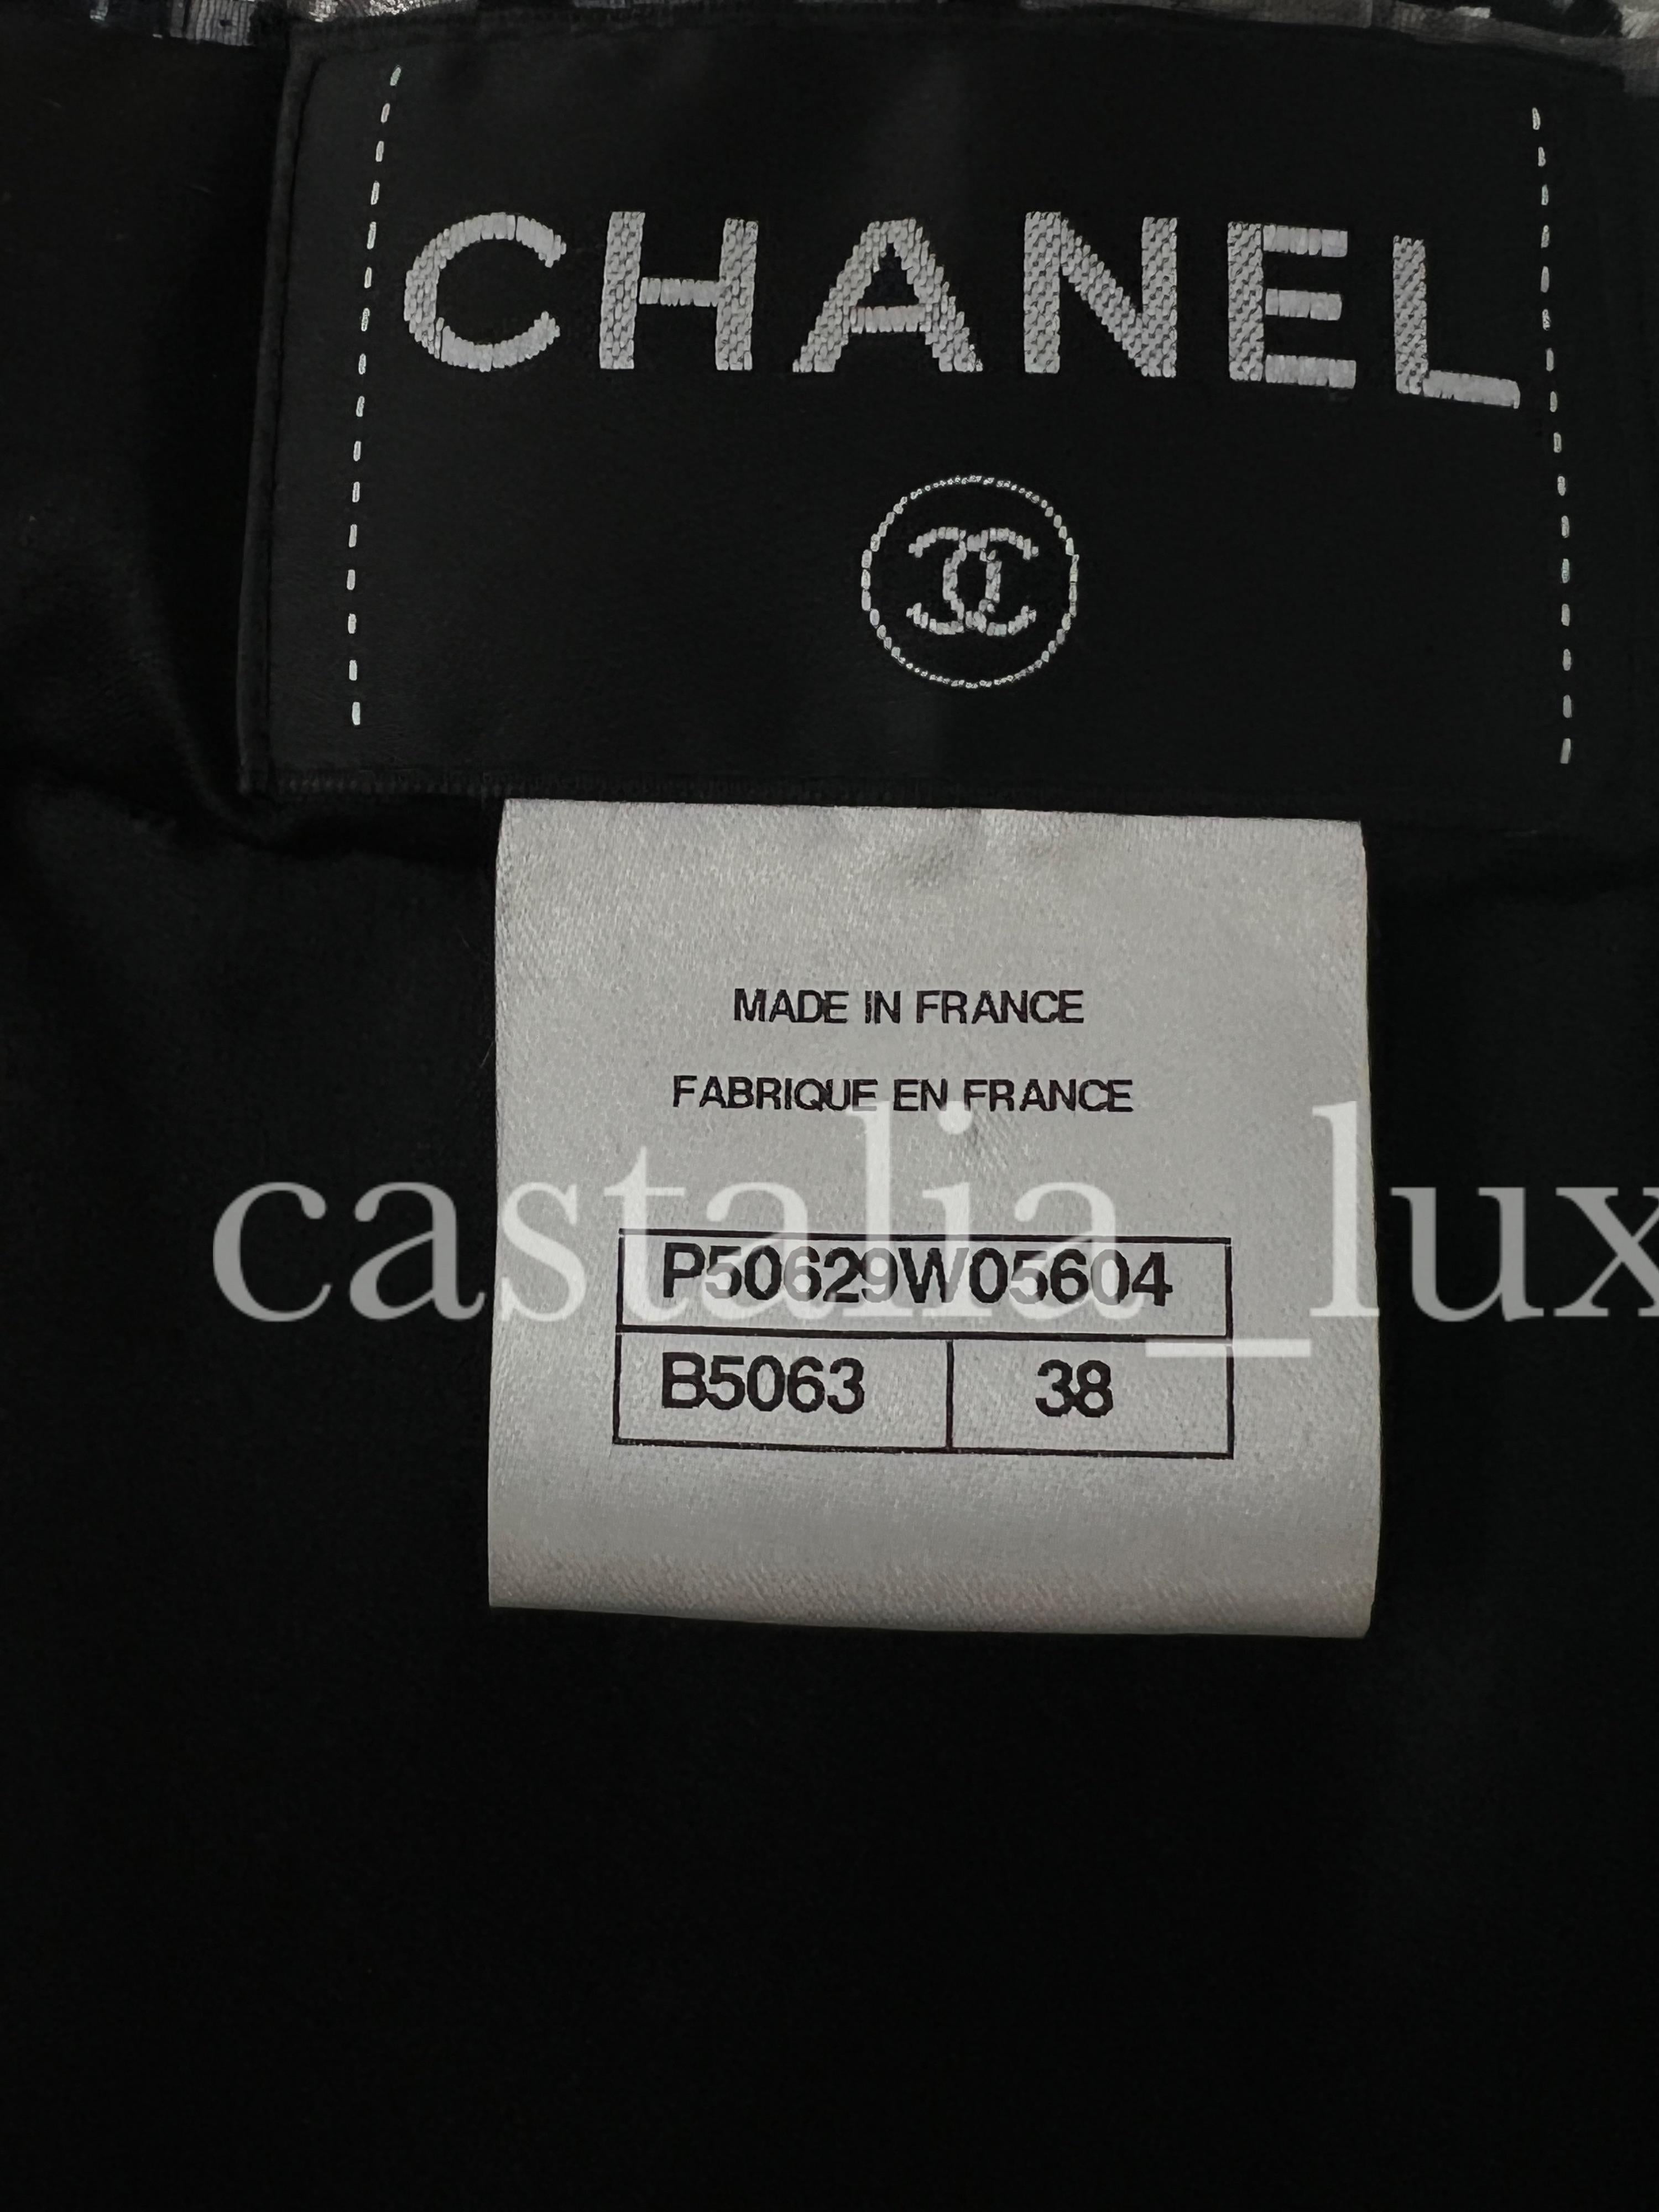 CHANEL
MADE IN FRANCE
FABRIQUE EN FRANCE
castalia_lux
P50629W05604
B5063 38